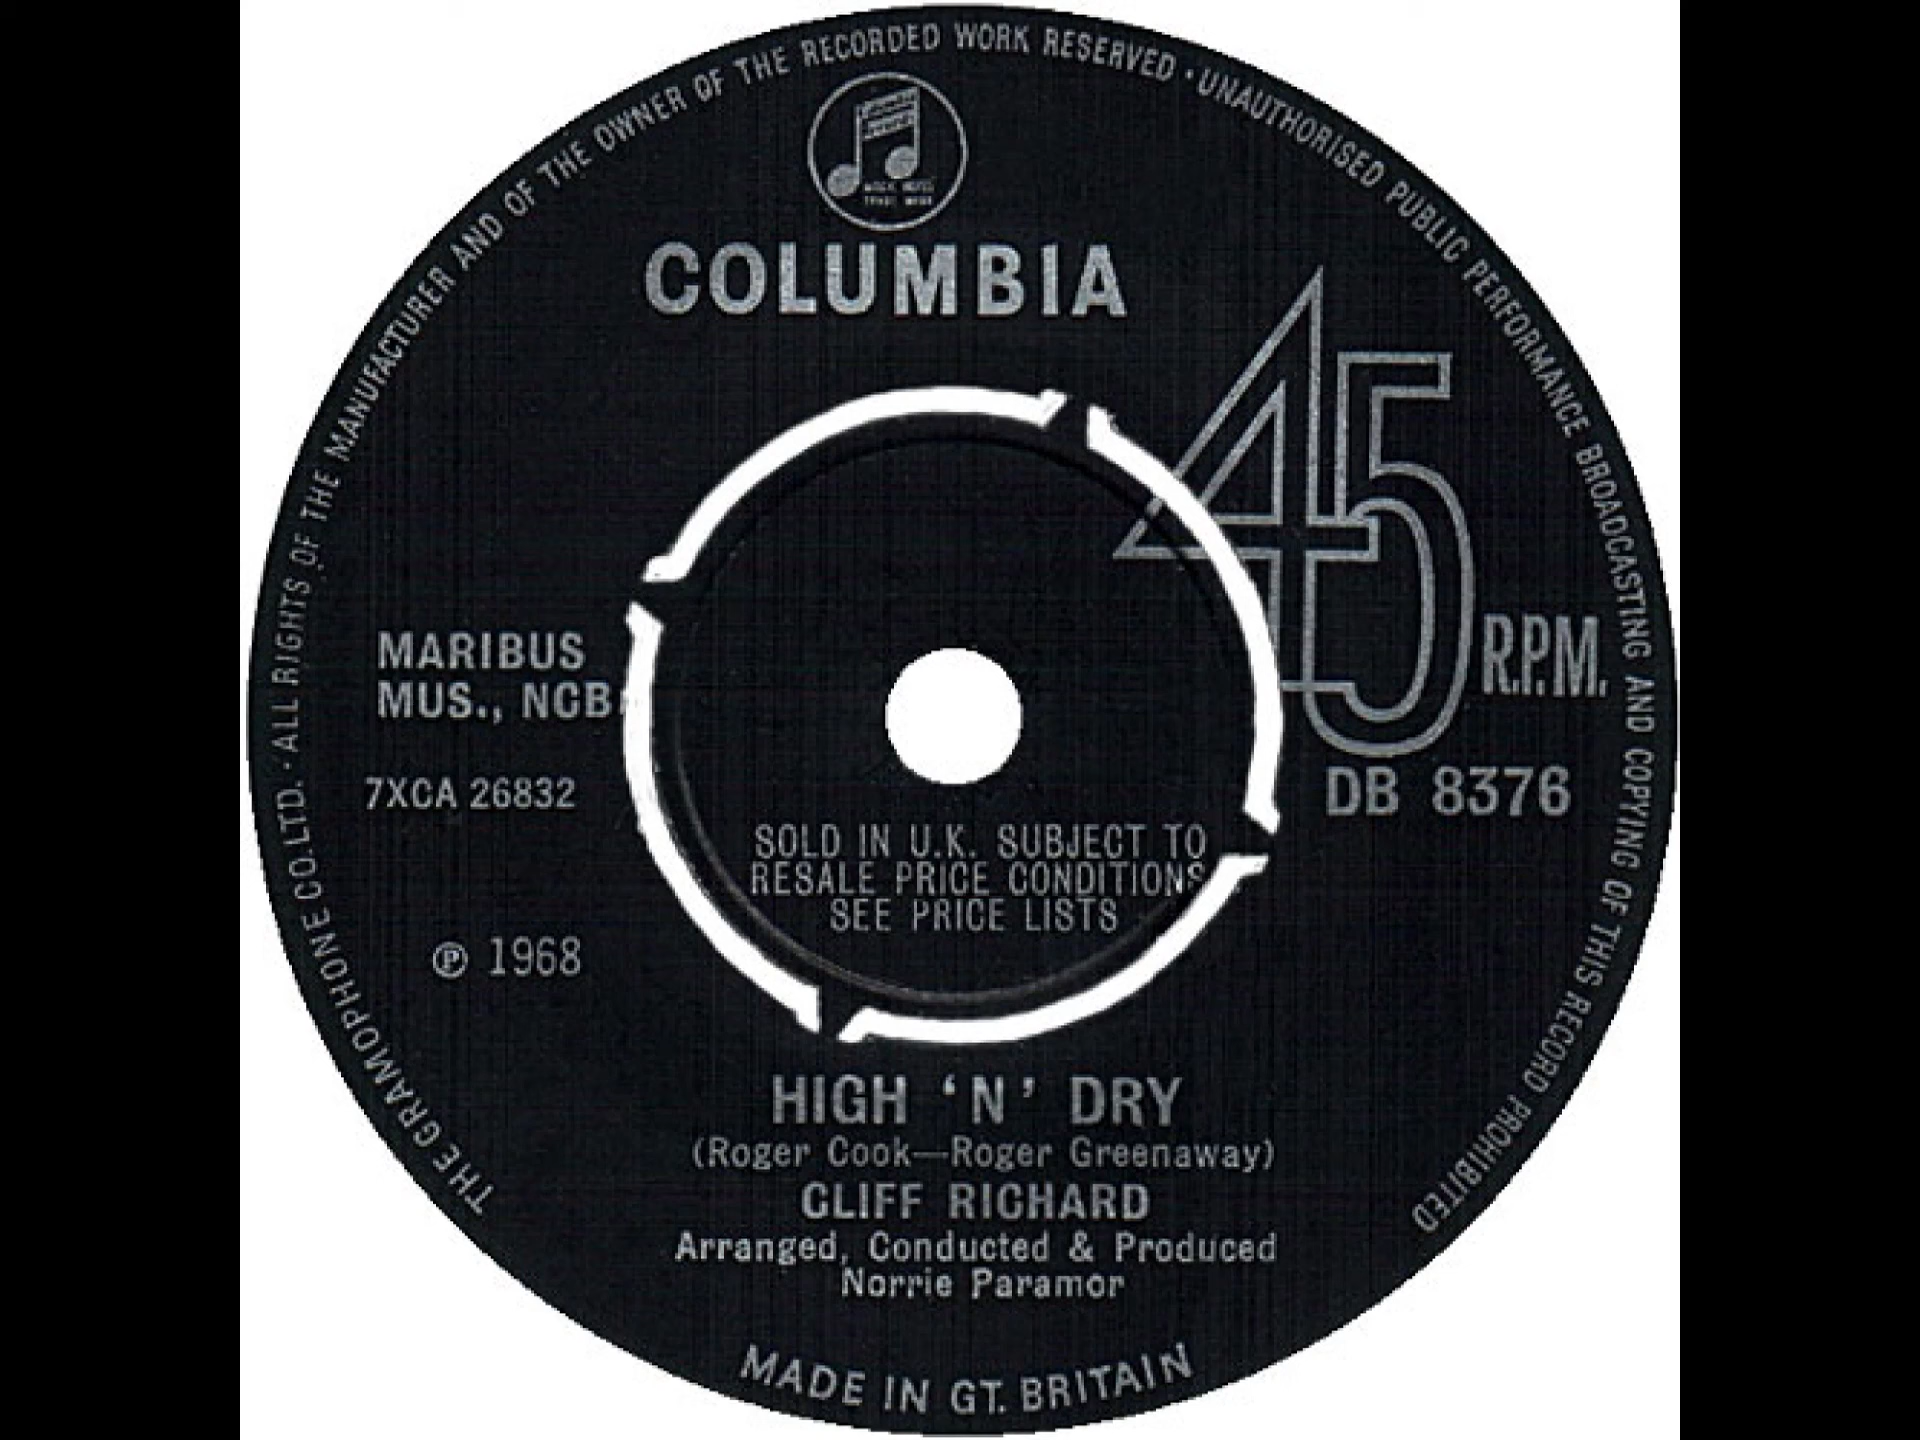 THE GRAMOPHONE CO. LTD. · ALL RIGHTS OF THE MANUFACTURER AND OF THE OWNER OF THE RECORDED WORK RESERVED · UNAUTHORISED PUBLIC PERFORMANCE BROADCASTING AND COPYING OF THIS RECORD PROHIBITED
COLUMBIA
45 R.P.M.
MARIBUS
MUS., NCB
7XCA 26832
DB 8376
SOLD IN U.K. SUBJECT TO
RESALE PRICE CONDITIONS
SEE PRICE LISTS
℗ 1968
HIGH ‘N’ DRY
(Roger Cook—Roger Greenaway)
CLIFF RICHARD
Arranged, Conducted & Produced
Norrie Paramor
MADE IN GT. BRITAIN